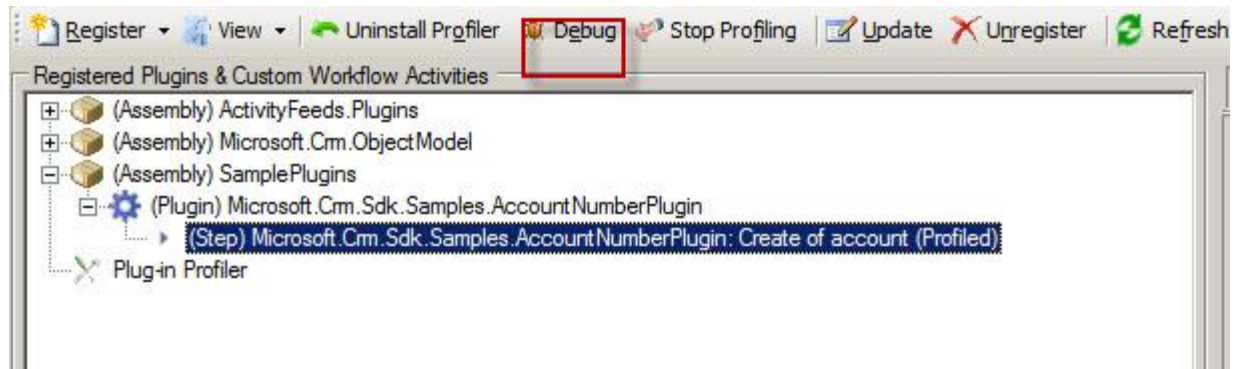 Register View Uninstall Profiler Debug Stop Profiling Update Unregister Refresh
Registered Plugins & Custom Workflow Activities
(Assembly) ActivityFeeds.Plugins
(Assembly) Microsoft.Crm.ObjectModel
(Assembly) SamplePlugins
(Plugin) Microsoft.Crm.Sdk.Samples.AccountNumberPlugin
(Step) Microsoft.Crm.Sdk.Samples.AccountNumberPlugin: Create of account (Profiled)
Plug-in Profiler